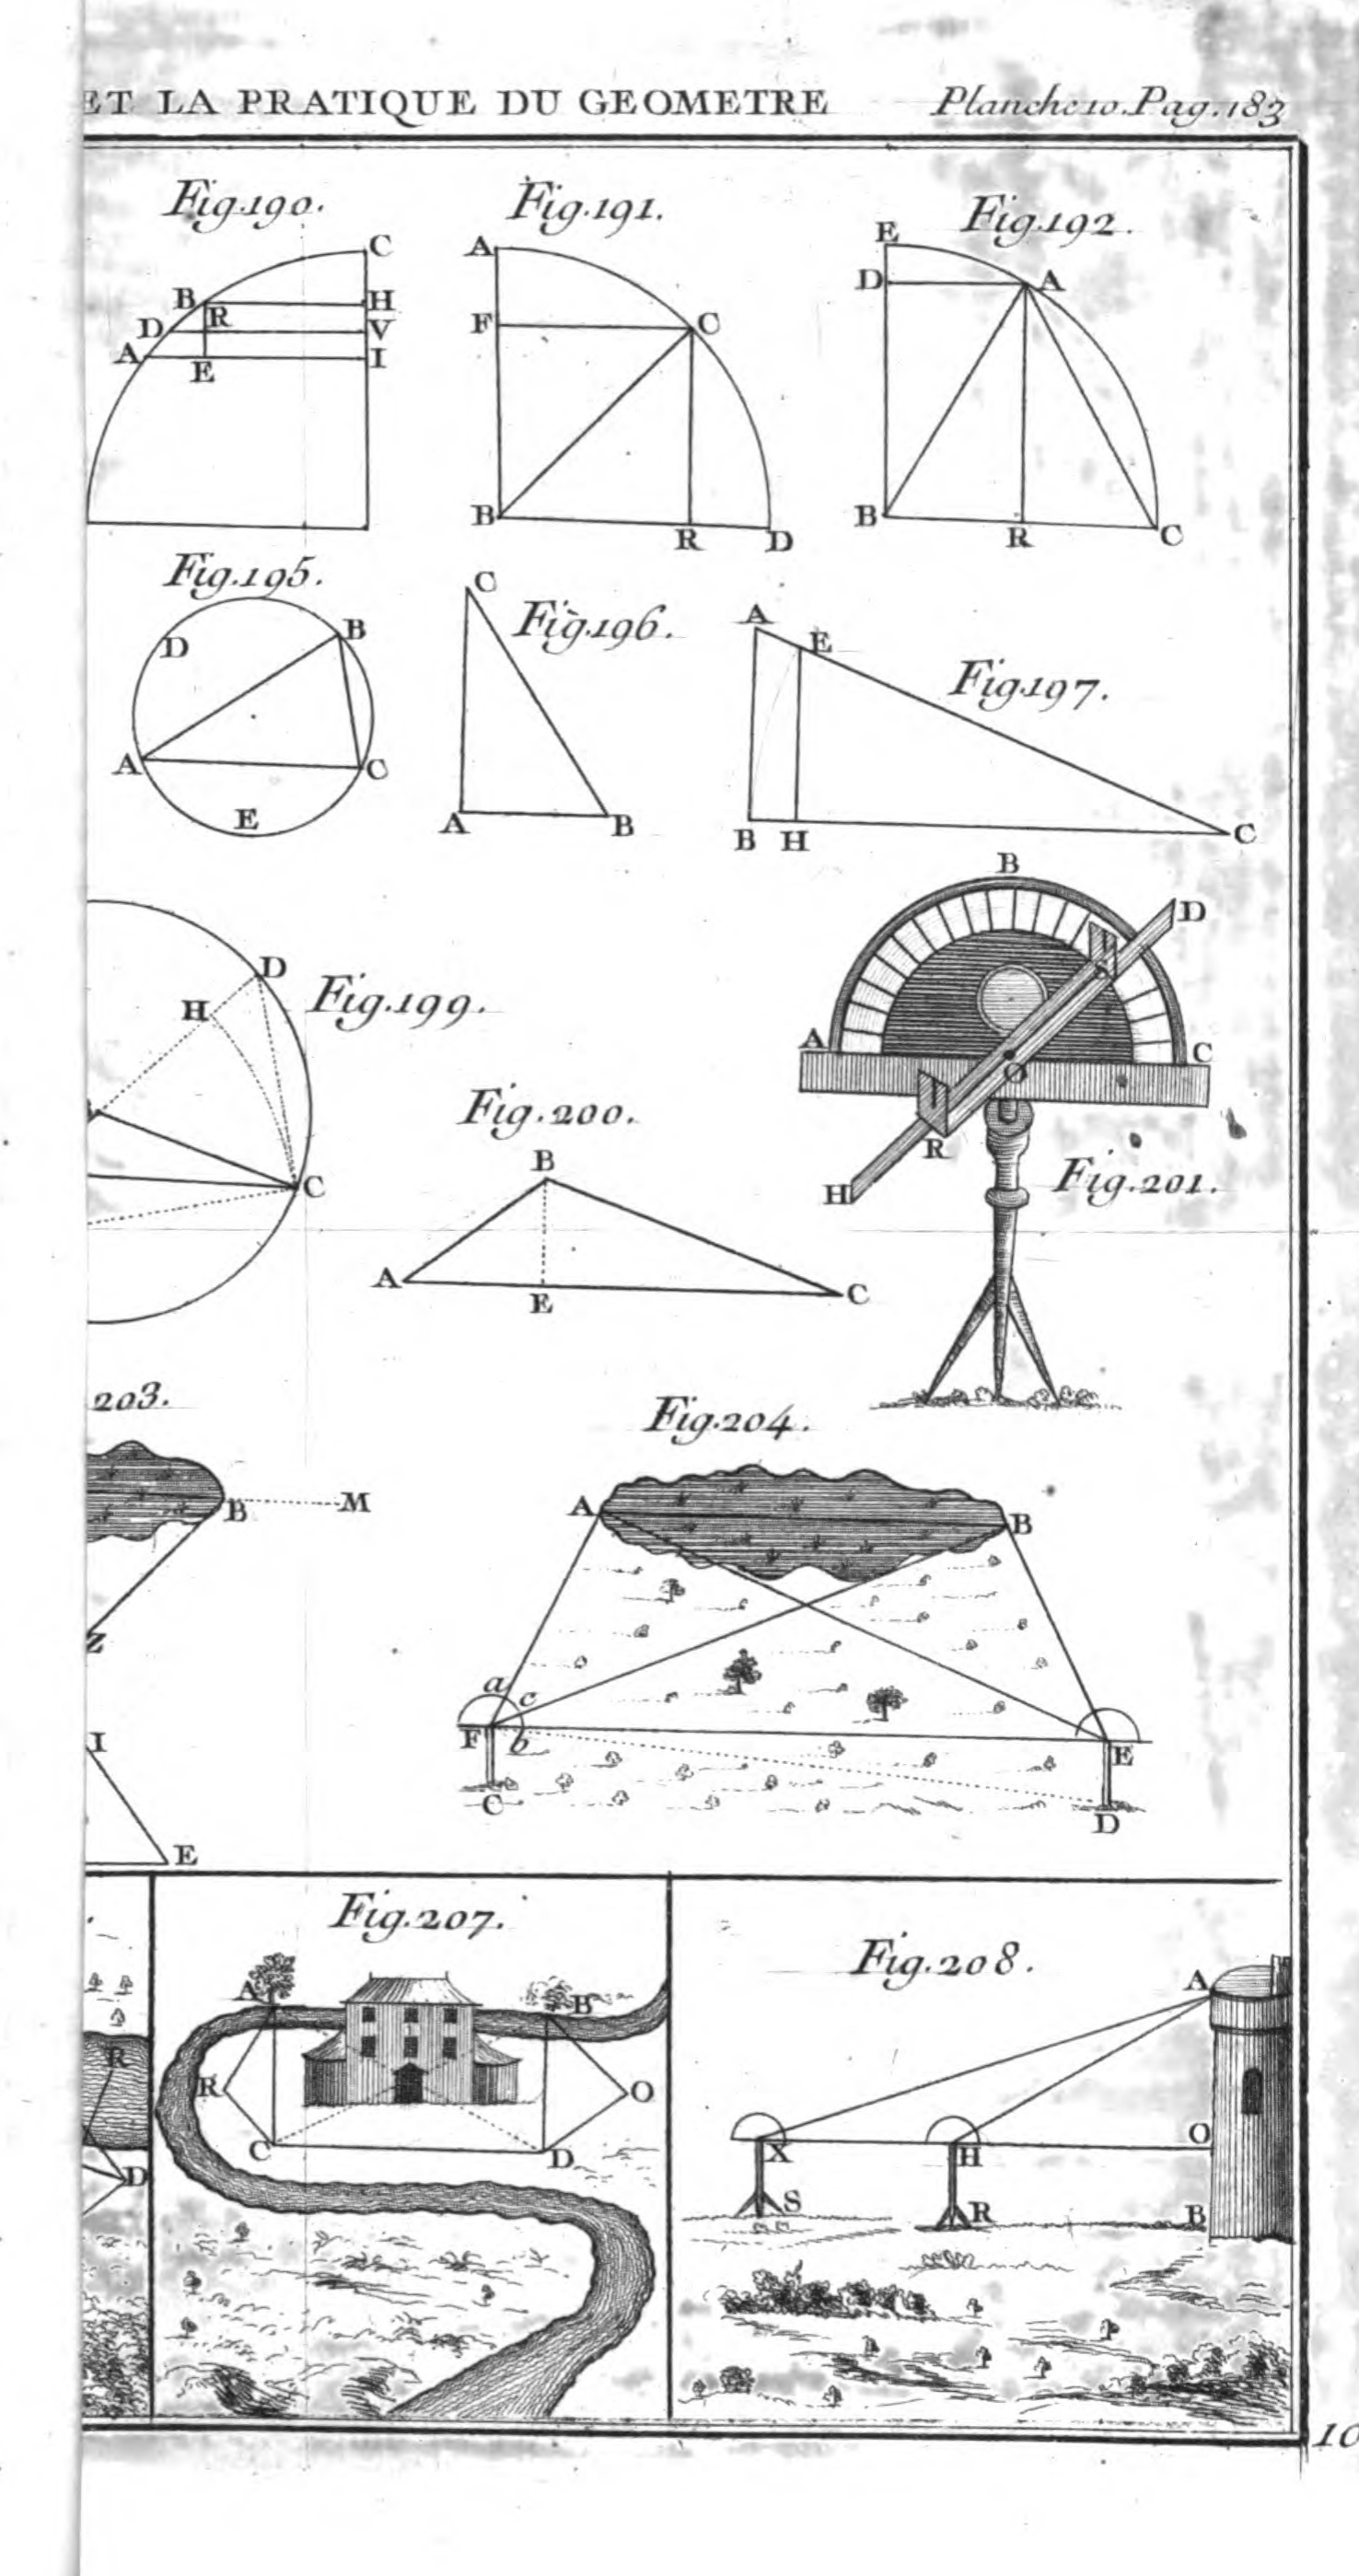 ET LA PRATIQUE DU GEOMETRE Planche 10. Pag. 183
Fig. 190.
C
B H
R
D V
A I
E
Fig. 191.
A
F C
B
R D
Fig. 192.
E
D A
B
R C
Fig. 195.
D B
A C
E
Fig. 196.
C
A B
Fig. 197.
A
E
B H C
Fig. 199.
D
H
C
Fig. 200.
B
A C
E
B
D
A C
O
R
H
Fig. 201.
203.
B M
Z
I
E
Fig. 204.
A B
a c
F b E
C D
R
D
Fig. 207.
A B
R O
C D
Fig. 208.
A
X H O
S R B
10